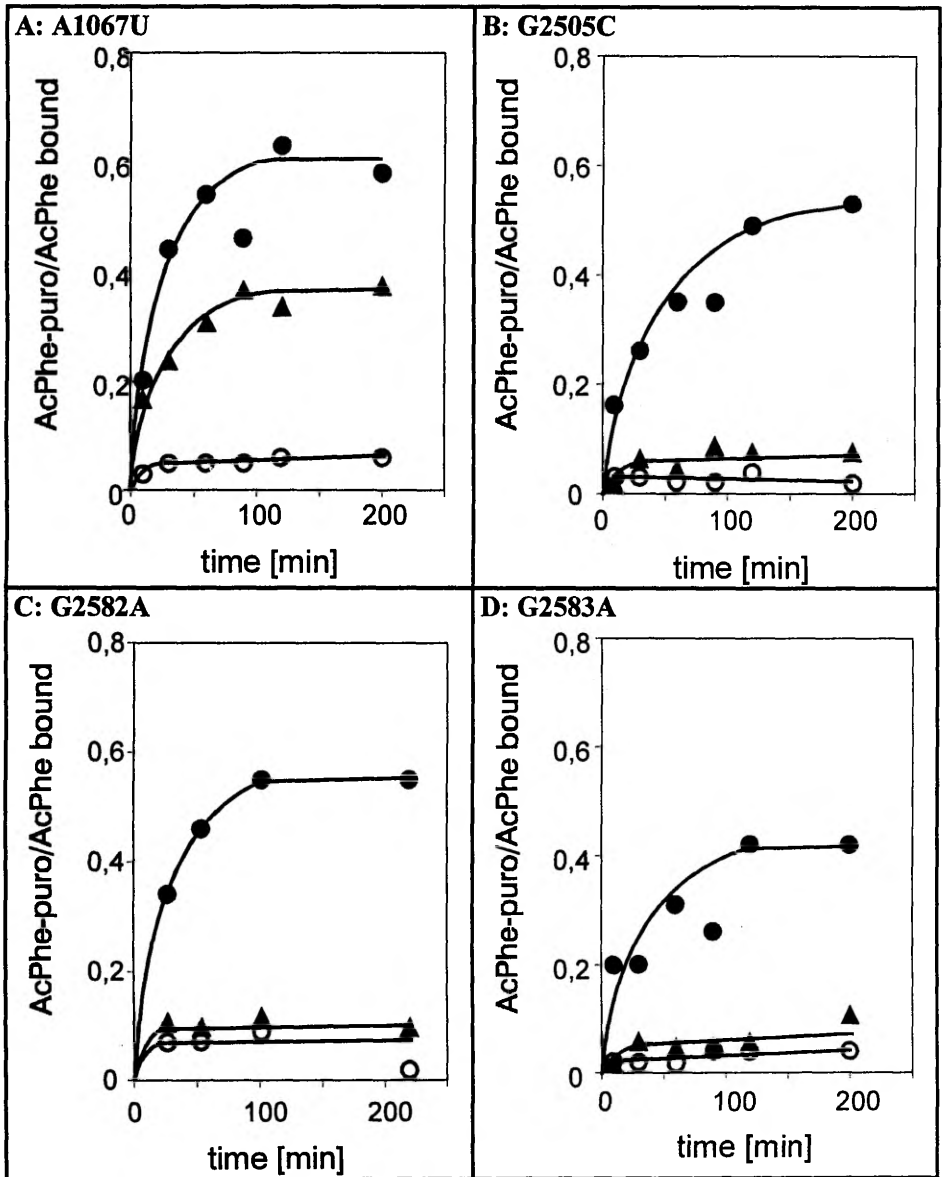 A: A1067U
AcPhe-puro/AcPhe bound
0,8
0,6
0,4
0,2
0
0
100
200
time [min]
B: G2505C
AcPhe-puro/AcPhe bound
0,8
0,6
0,4
0,2
0
0
100
200
time [min]
C: G2582A
AcPhe-puro/AcPhe bound
0,8
0,6
0,4
0,2
0
0
100
200
time [min]
D: G2583A
AcPhe-puro/AcPhe bound
0,8
0,6
0,4
0,2
0
0
100
200
time [min]